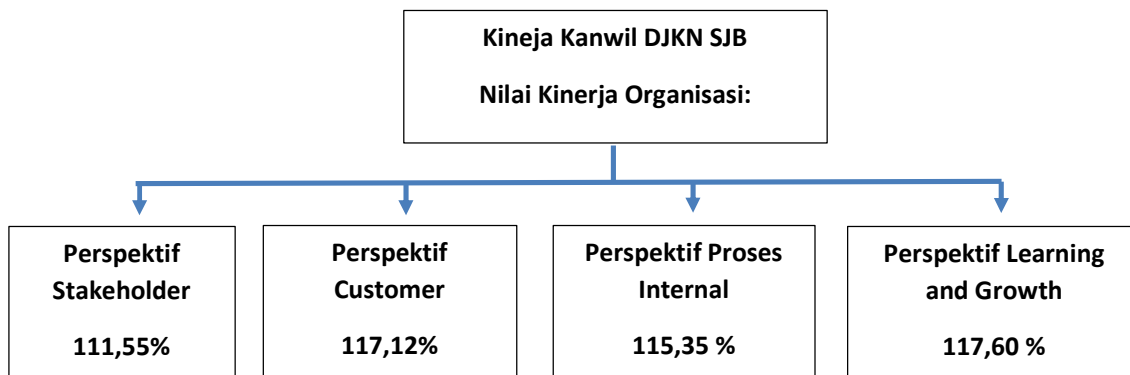 Kineja Kanwil DJKN SJB
Nilai Kinerja Organisasi:
Perspektif
Stakeholder
111,55%
Perspektif
Customer
117,12%
Perspektif Proses
Internal
115,35 %
Perspektif Learning
and Growth
117,60 %